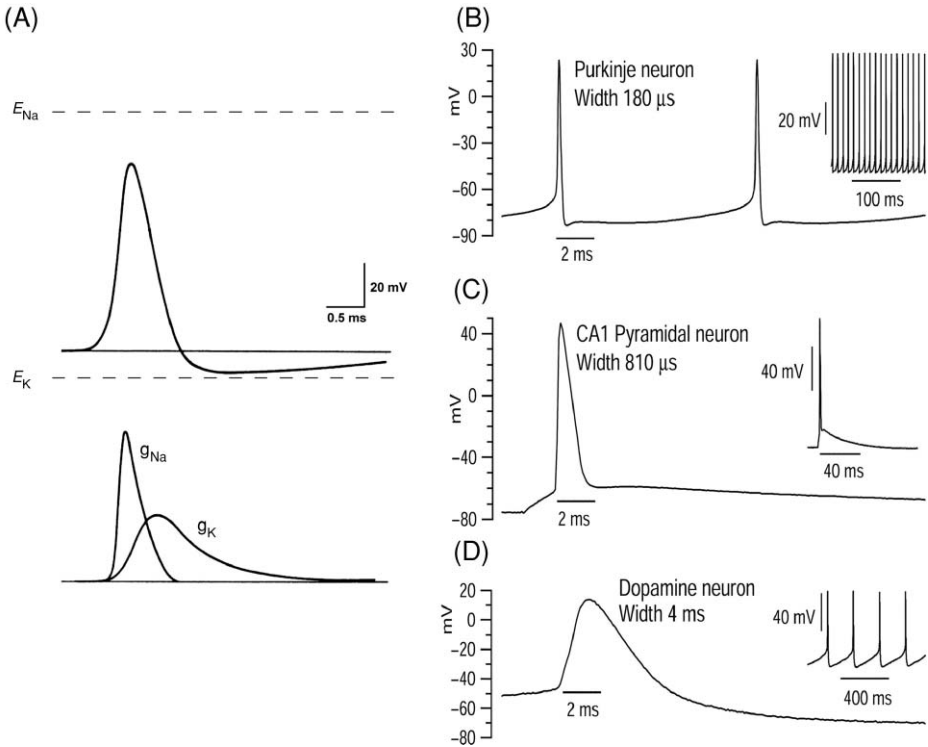 (A)
E_Na
E_K
20 mV
0.5 ms
g_Na
g_K
(B)
30
0
−30
−60
−90
mV
Purkinje neuron
Width 180 µs
20 mV
100 ms
2 ms
(C)
40
0
−40
−80
mV
CA1 Pyramidal neuron
Width 810 µs
40 mV
40 ms
2 ms
(D)
20
0
−20
−40
−60
−80
mV
Dopamine neuron
Width 4 ms
40 mV
400 ms
2 ms